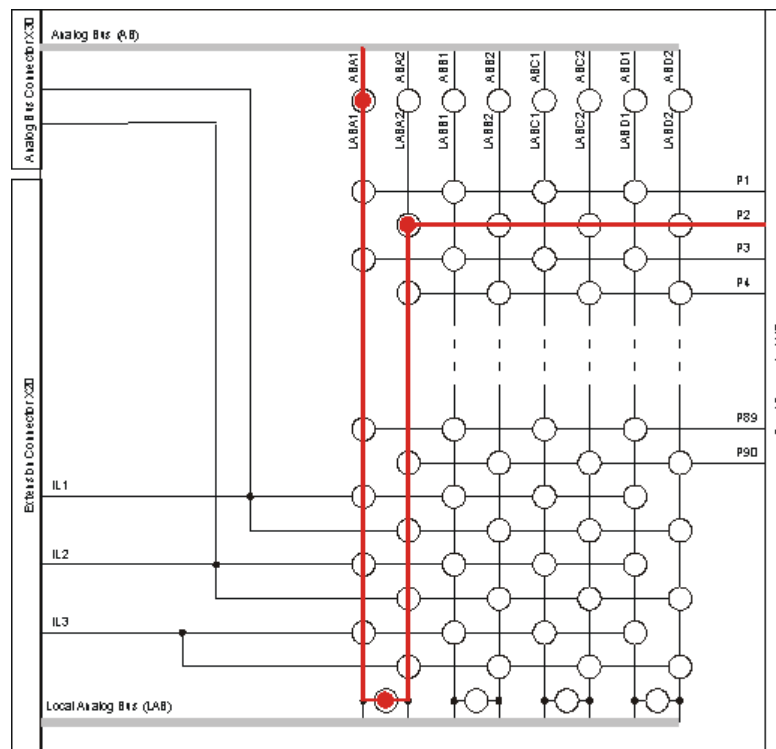 Analog Bus Connector X30
Analog Bus (AB)
ABA1
ABA2
ABB1
ABB2
ABC1
ABC2
ABD1
ABD2
LABA1
LABA2
LABB1
LABB2
LABC1
LABC2
LABD1
LABD2
P1
P2
P3
P4
Extension Connector X20
P89
P90
IL1
IL2
IL3
Local Analog Bus (LAB)